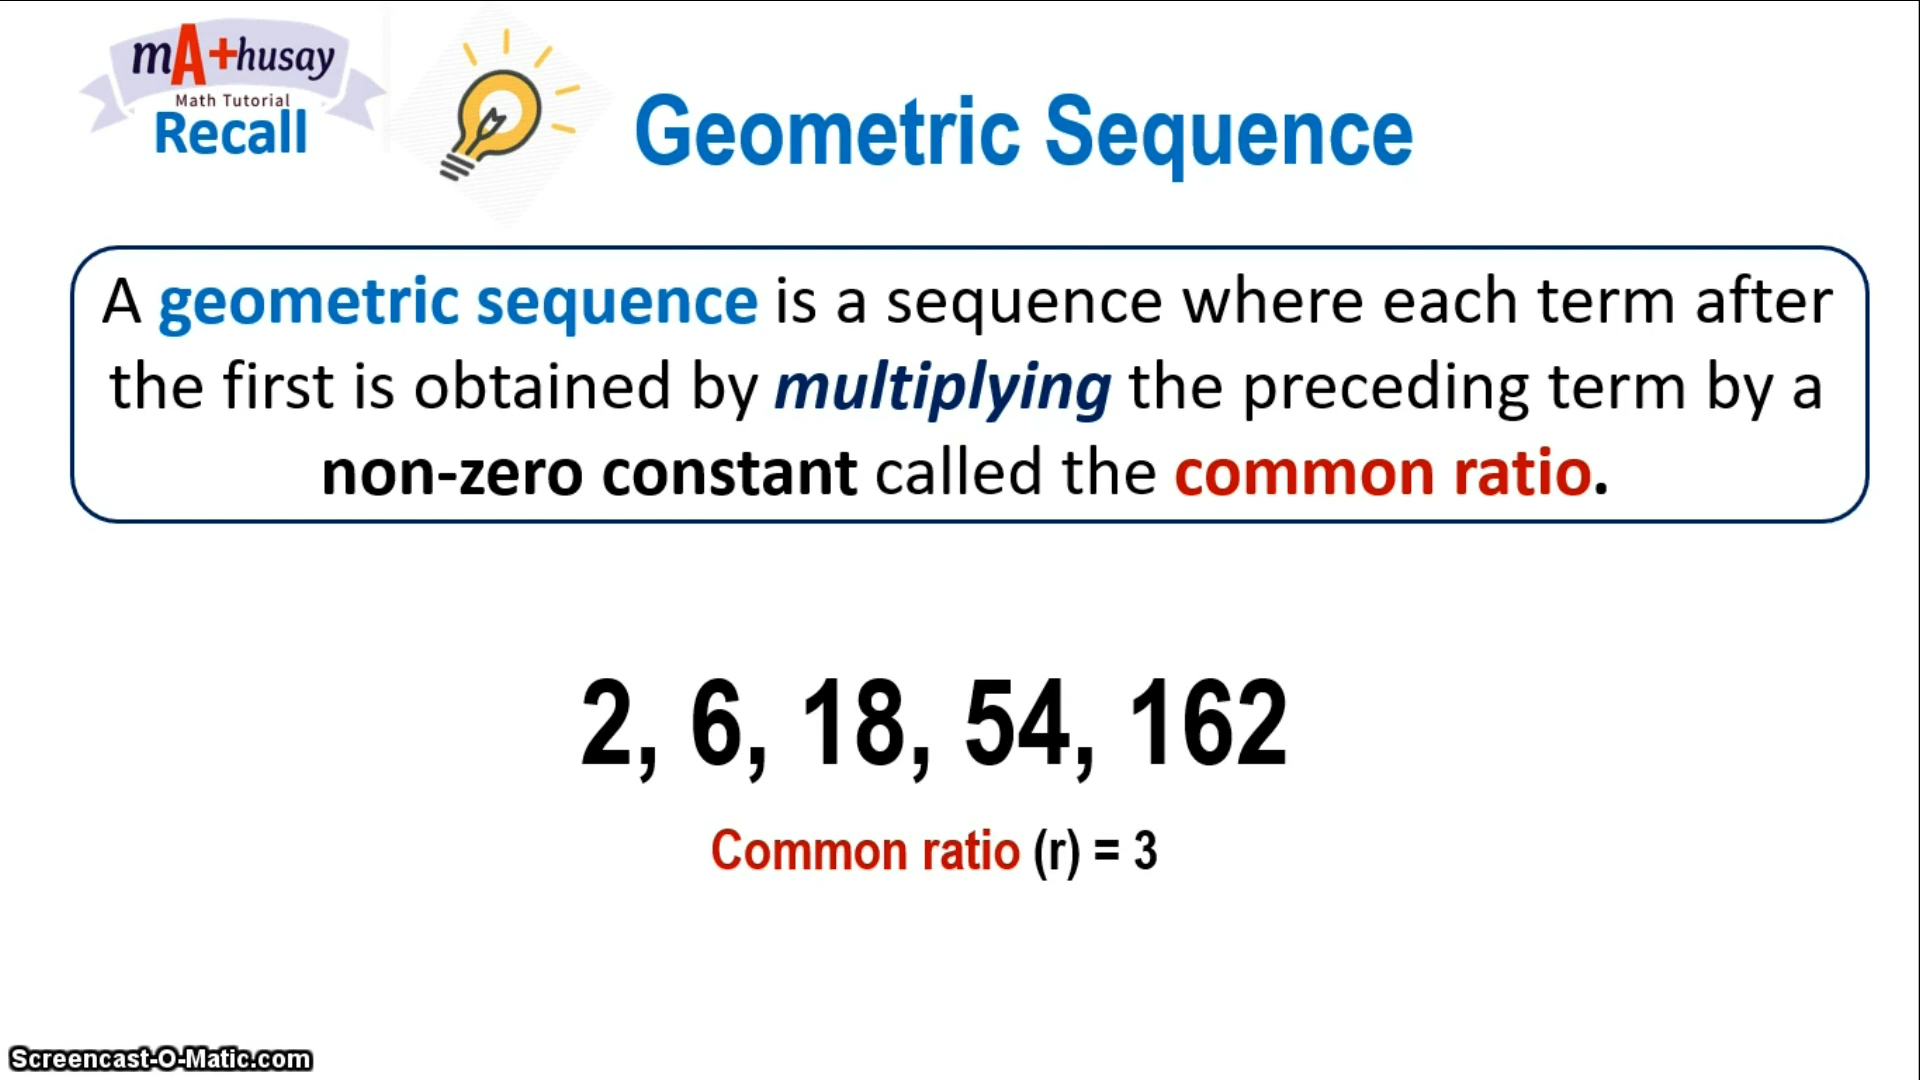 mA+husay
Math Tutorial
Recall
Geometric Sequence
A geometric sequence is a sequence where each term after
the first is obtained by multiplying the preceding term by a
non-zero constant called the common ratio.
2, 6, 18, 54, 162
Common ratio (r) = 3
Screencast-O-Matic.com